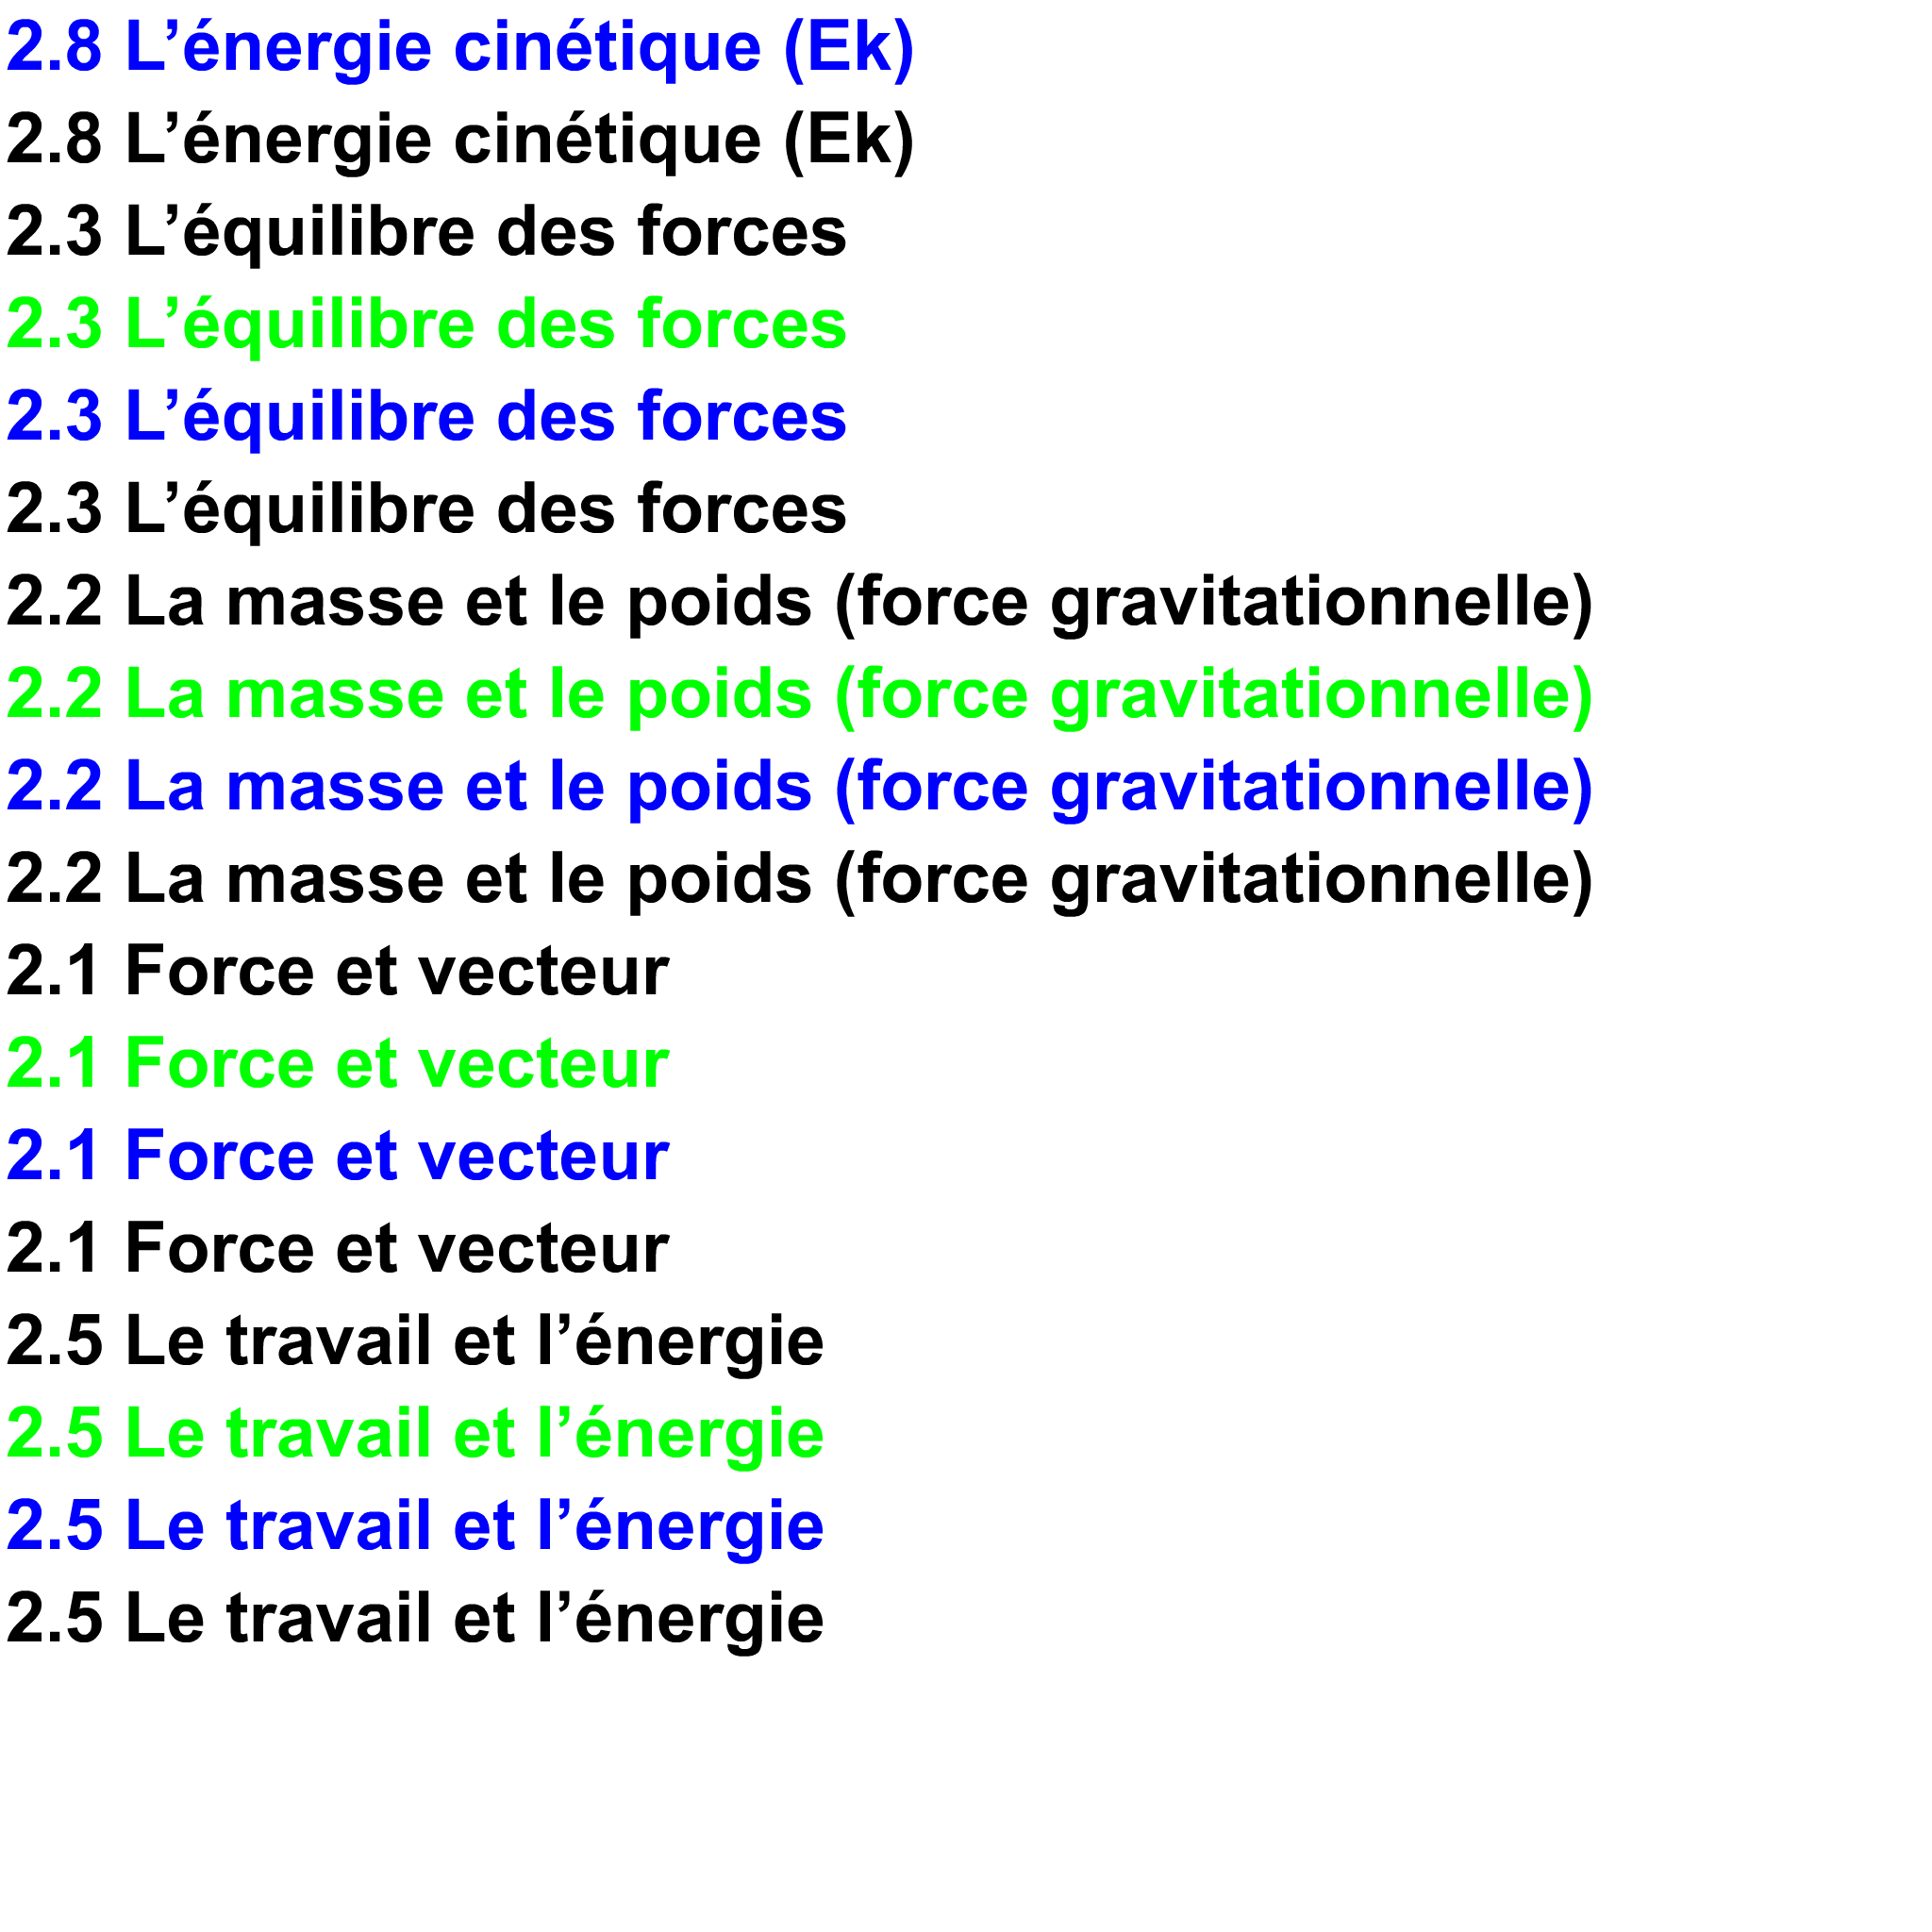 2.8 L’énergie cinétique (Ek)
2.8 L’énergie cinétique (Ek)
2.3 L’équilibre des forces
2.3 L’équilibre des forces
2.3 L’équilibre des forces
2.3 L’équilibre des forces
2.2 La masse et le poids (force gravitationnelle)
2.2 La masse et le poids (force gravitationnelle)
2.2 La masse et le poids (force gravitationnelle)
2.2 La masse et le poids (force gravitationnelle)
2.1 Force et vecteur
2.1 Force et vecteur
2.1 Force et vecteur
2.1 Force et vecteur
2.5 Le travail et l’énergie
2.5 Le travail et l’énergie
2.5 Le travail et l’énergie
2.5 Le travail et l’énergie